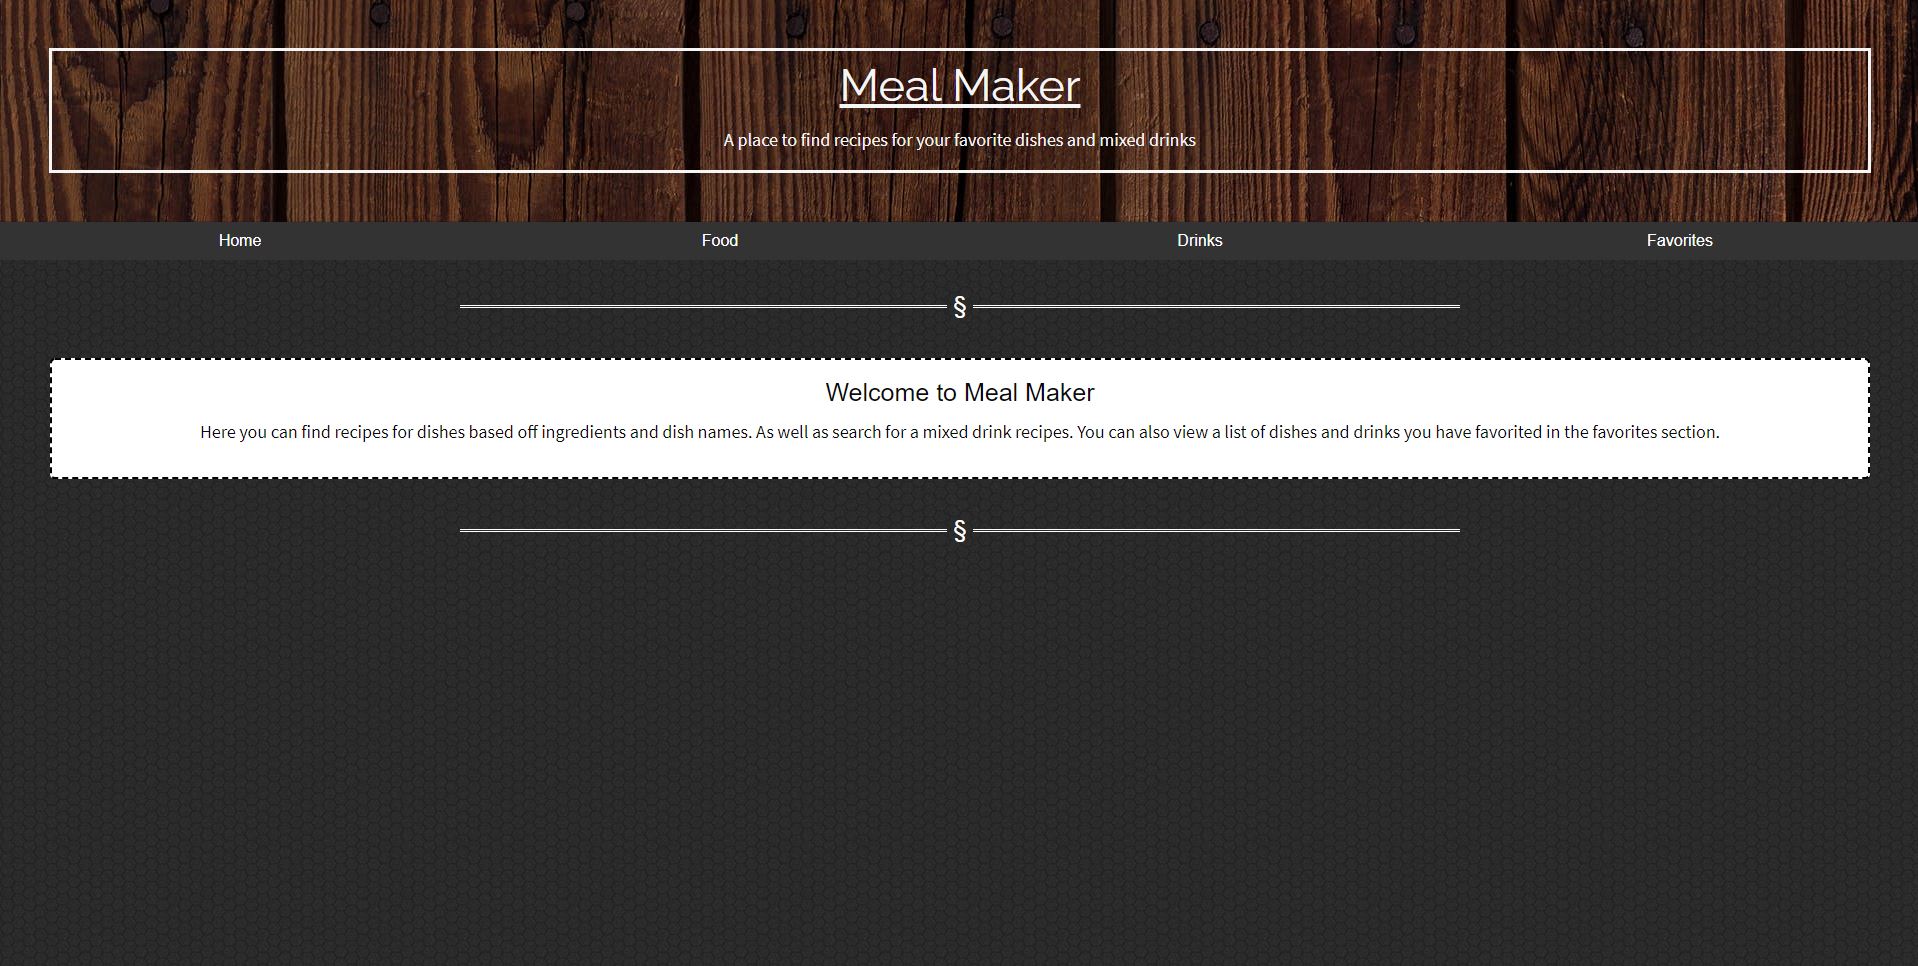 Meal Maker
A place to find recipes for your favorite dishes and mixed drinks
Home Food Drinks Favorites
§
Welcome to Meal Maker
Here you can find recipes for dishes based off ingredients and dish names. As well as search for a mixed drink recipes. You can also view a list of dishes and drinks you have favorited in the favorites section.
§